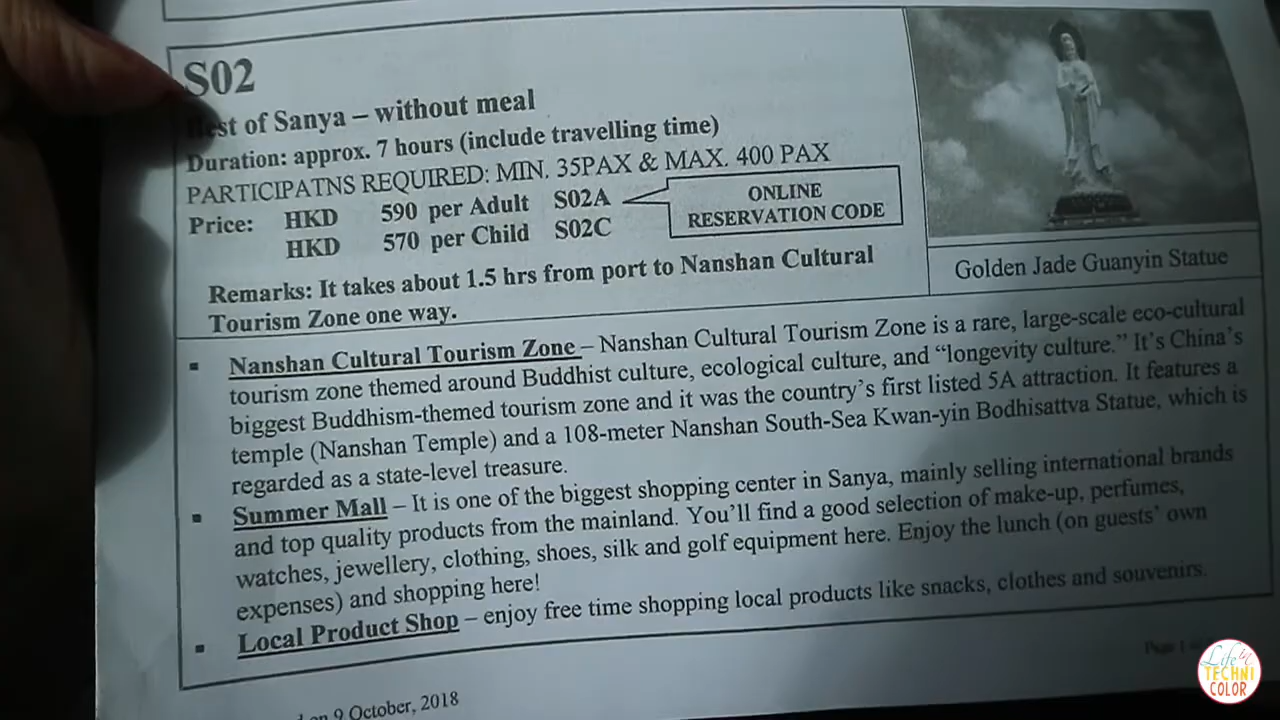 S02
est of Sanya – without meal
Duration: approx. 7 hours (include travelling time)
PARTICIPATNS REQUIRED: MIN. 35PAX & MAX. 400 PAX
Price: HKD 590 per Adult S02A
HKD 570 per Child S02C
ONLINE
RESERVATION CODE
Remarks: It takes about 1.5 hrs from port to Nanshan Cultural
Tourism Zone one way.
Golden Jade Guanyin Statue
▪ Nanshan Cultural Tourism Zone – Nanshan Cultural Tourism Zone is a rare, large-scale eco-cultural
tourism zone themed around Buddhist culture, ecological culture, and “longevity culture.” It’s China’s
biggest Buddhism-themed tourism zone and it was the country’s first listed 5A attraction. It features a
temple (Nanshan Temple) and a 108-meter Nanshan South-Sea Kwan-yin Bodhisattva Statue, which is
regarded as a state-level treasure.
▪ Summer Mall – It is one of the biggest shopping center in Sanya, mainly selling international brands
and top quality products from the mainland. You’ll find a good selection of make-up, perfumes,
watches, jewellery, clothing, shoes, silk and golf equipment here. Enjoy the lunch (on guests’ own
expenses) and shopping here!
▪ Local Product Shop – enjoy free time shopping local products like snacks, clothes and souvenirs.
Page 1
on 9 October, 2018
Life in
TECHNI
COLOR